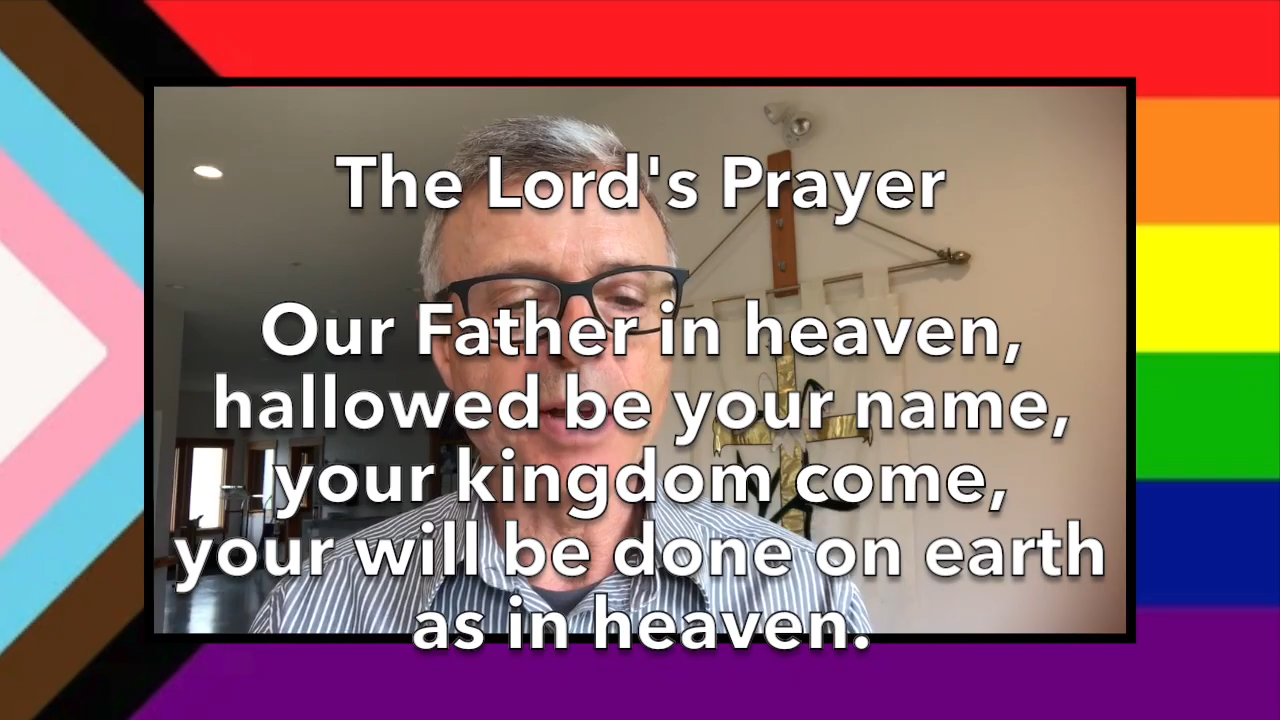 The Lord's Prayer
Our Father in heaven,
hallowed be your name,
your kingdom come,
your will be done on earth
as in heaven.